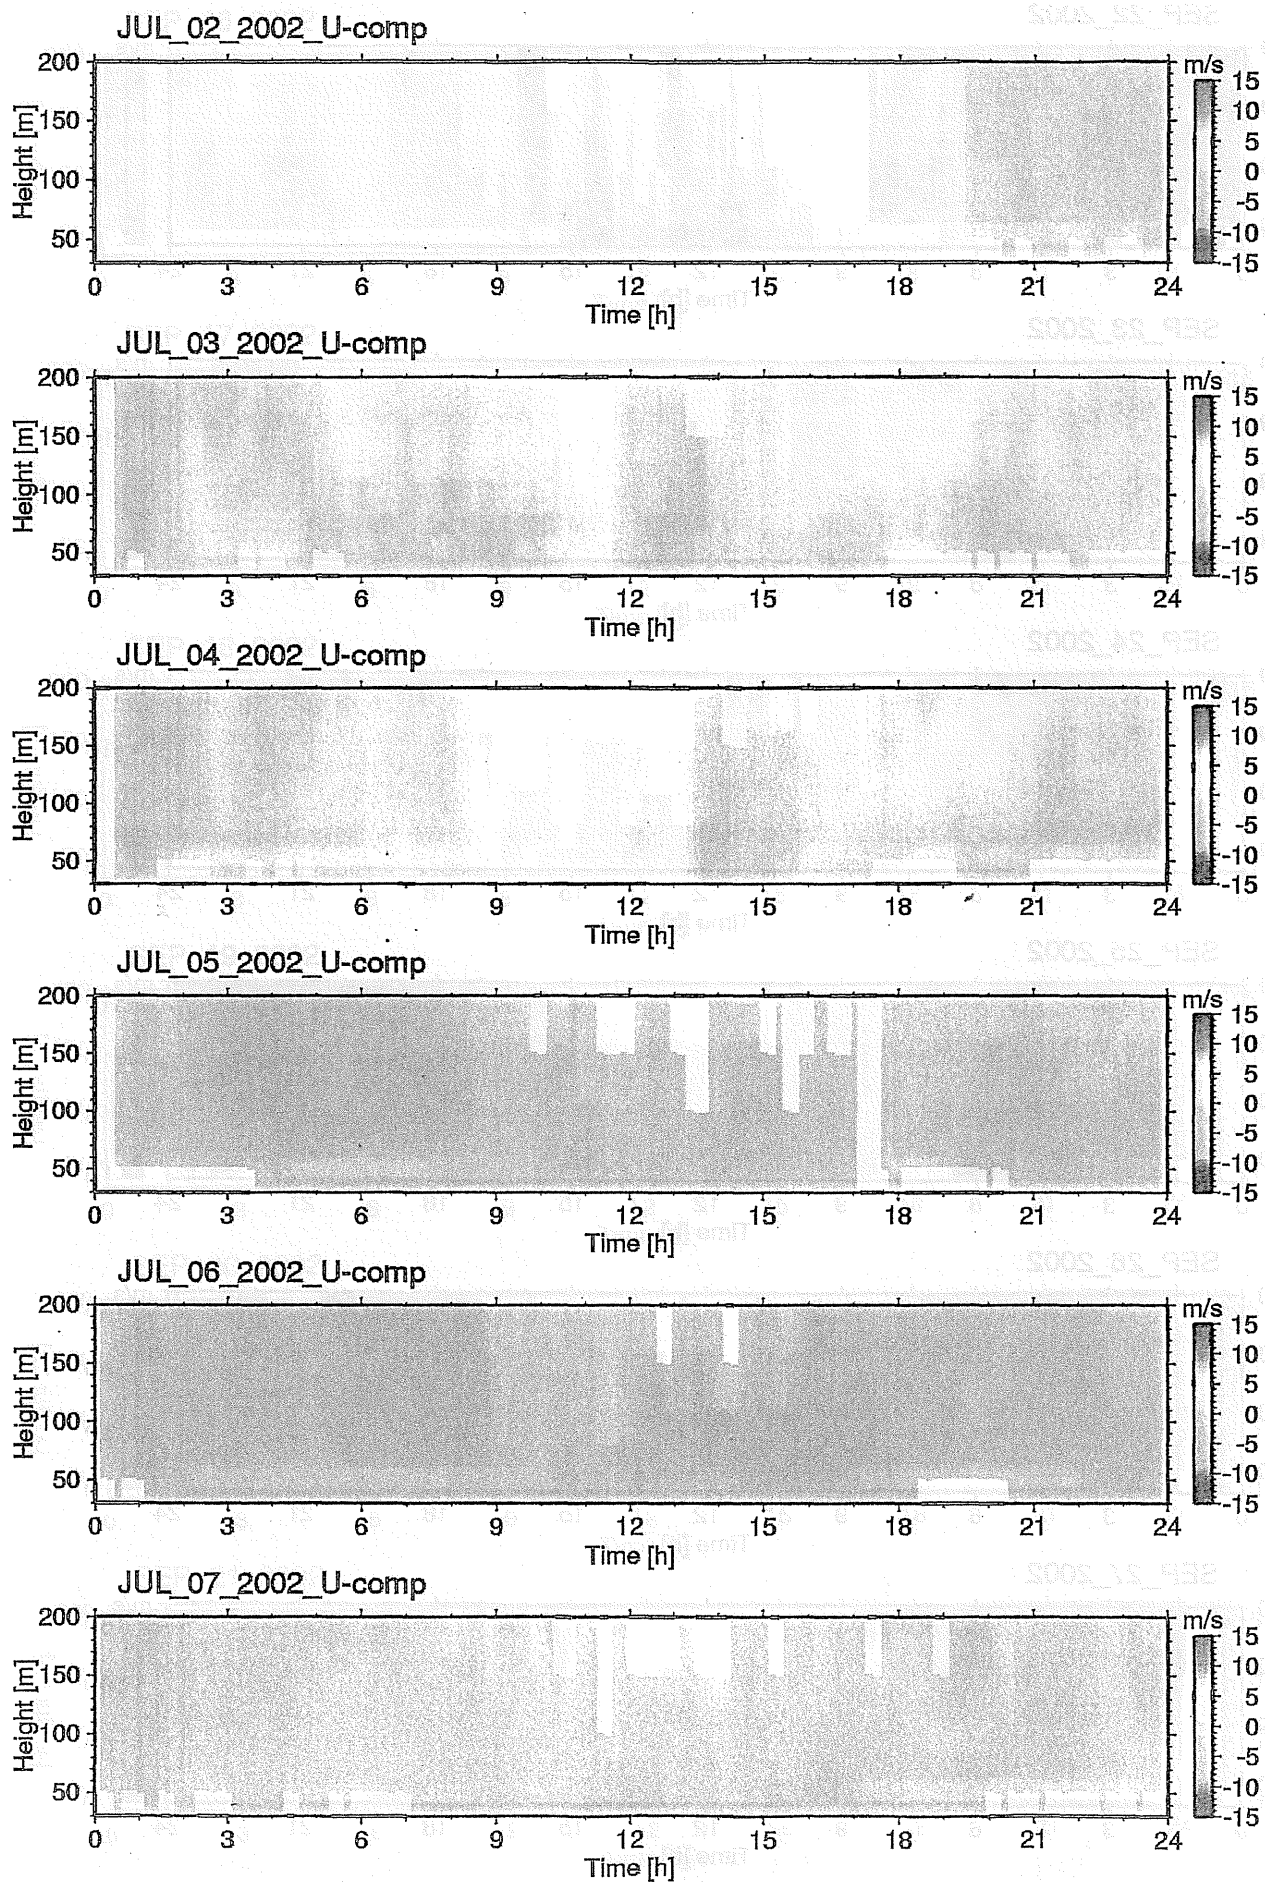 JUL_02_2002_U-comp
m/s
200
150
100
50
Height [m]
15
10
5
0
-5
-10
-15
0 3 6 9 12 15 18 21 24
Time [h]
JUL_03_2002_U-comp
m/s
200
150
100
50
Height [m]
15
10
5
0
-5
-10
-15
0 3 6 9 12 15 18 21 24
Time [h]
JUL_04_2002_U-comp
m/s
200
150
100
50
Height [m]
15
10
5
0
-5
-10
-15
0 3 6 9 12 15 18 21 24
Time [h]
JUL_05_2002_U-comp
m/s
200
150
100
50
Height [m]
15
10
5
0
-5
-10
-15
0 3 6 9 12 15 18 21 24
Time [h]
JUL_06_2002_U-comp
m/s
200
150
100
50
Height [m]
15
10
5
0
-5
-10
-15
0 3 6 9 12 15 18 21 24
Time [h]
JUL_07_2002_U-comp
m/s
200
150
100
50
Height [m]
15
10
5
0
-5
-10
-15
0 3 6 9 12 15 18 21 24
Time [h]